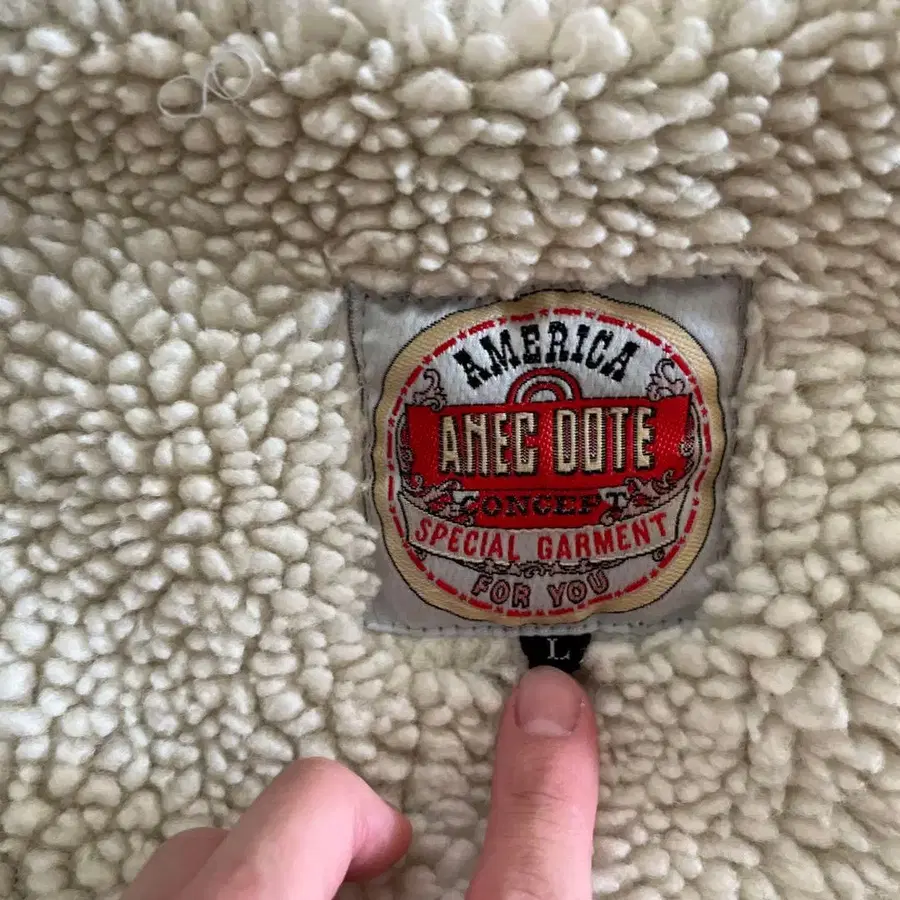 AMERICA
ANEC DOTE
CONCEPT
SPECIAL GARMENT
FOR YOU
L